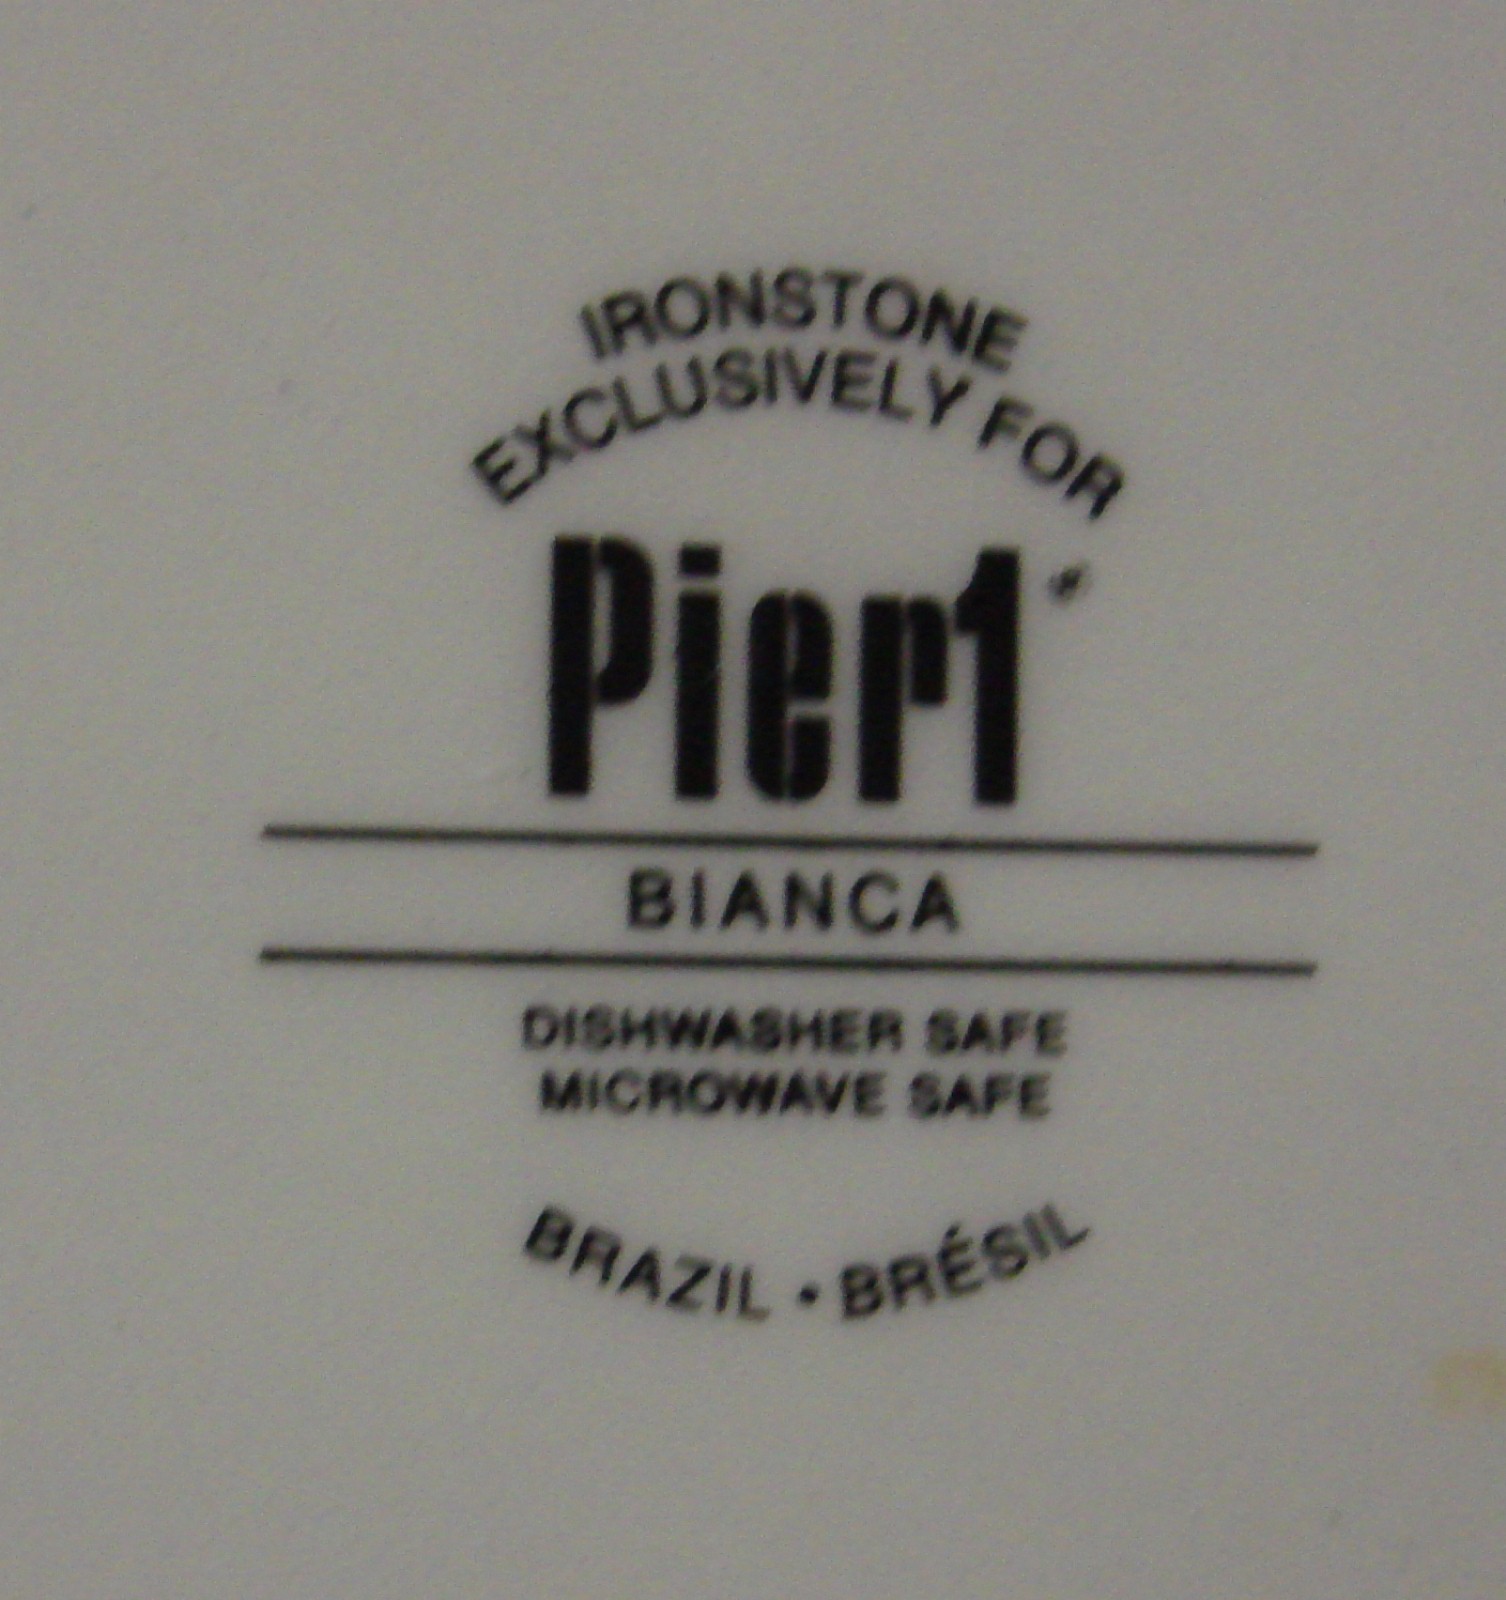 IRONSTONE
EXCLUSIVELY FOR
Pier1
BIANCA
DISHWASHER SAFE
MICROWAVE SAFE
BRAZIL • BRÉSIL